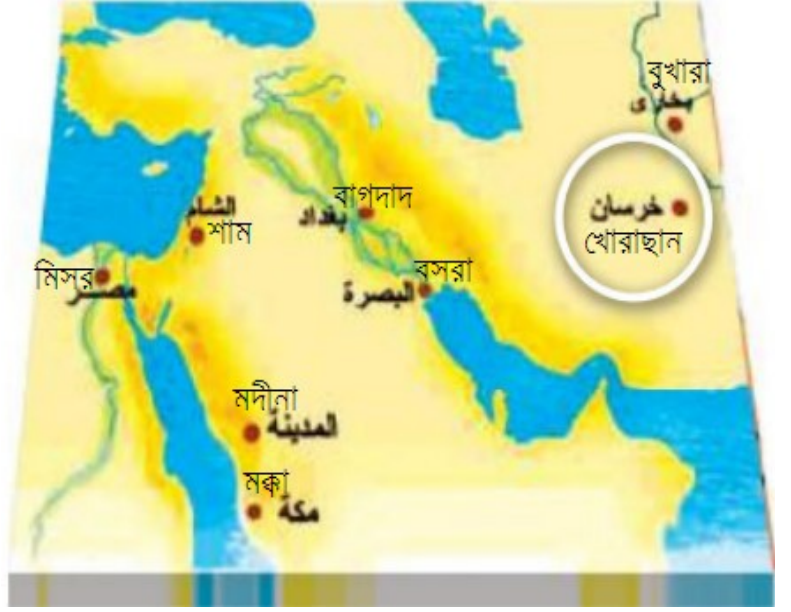 বুখারা
بخارى
خرسان
খোরাছান
الشام
শাম
বাগদাদ
بغداد
বসরা
البصرة
মিসর
مصر
মদীনা
المدينة
মক্কা
مكة